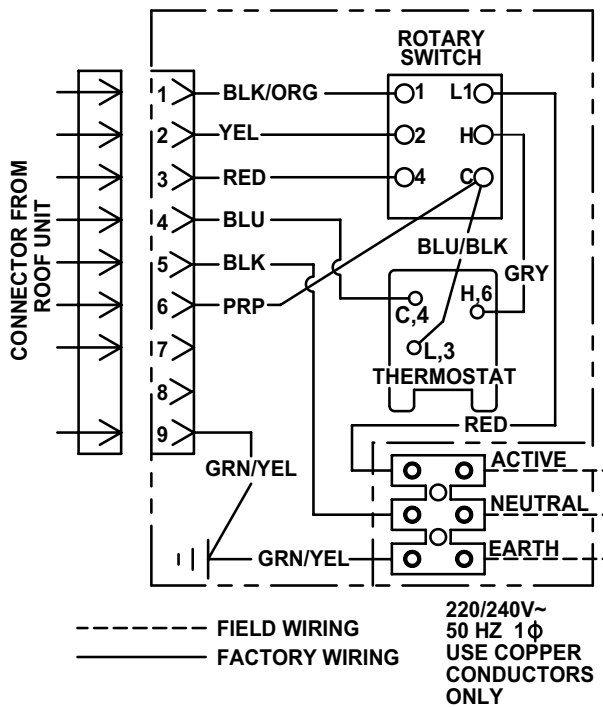 CONNECTOR FROM
ROOF UNIT
ROTARY
SWITCH
1 BLK/ORG 1 L1
2 YEL 2 H
3 RED 4 C
4 BLU
BLU/BLK
5 BLK
GRY
6 PRP
C,4 H,6
7
L,3
THERMOSTAT
8
RED
9
GRN/YEL
ACTIVE
NEUTRAL
GRN/YEL EARTH
220/240V~
50 HZ 1ϕ
USE COPPER
CONDUCTORS
ONLY
FIELD WIRING
FACTORY WIRING